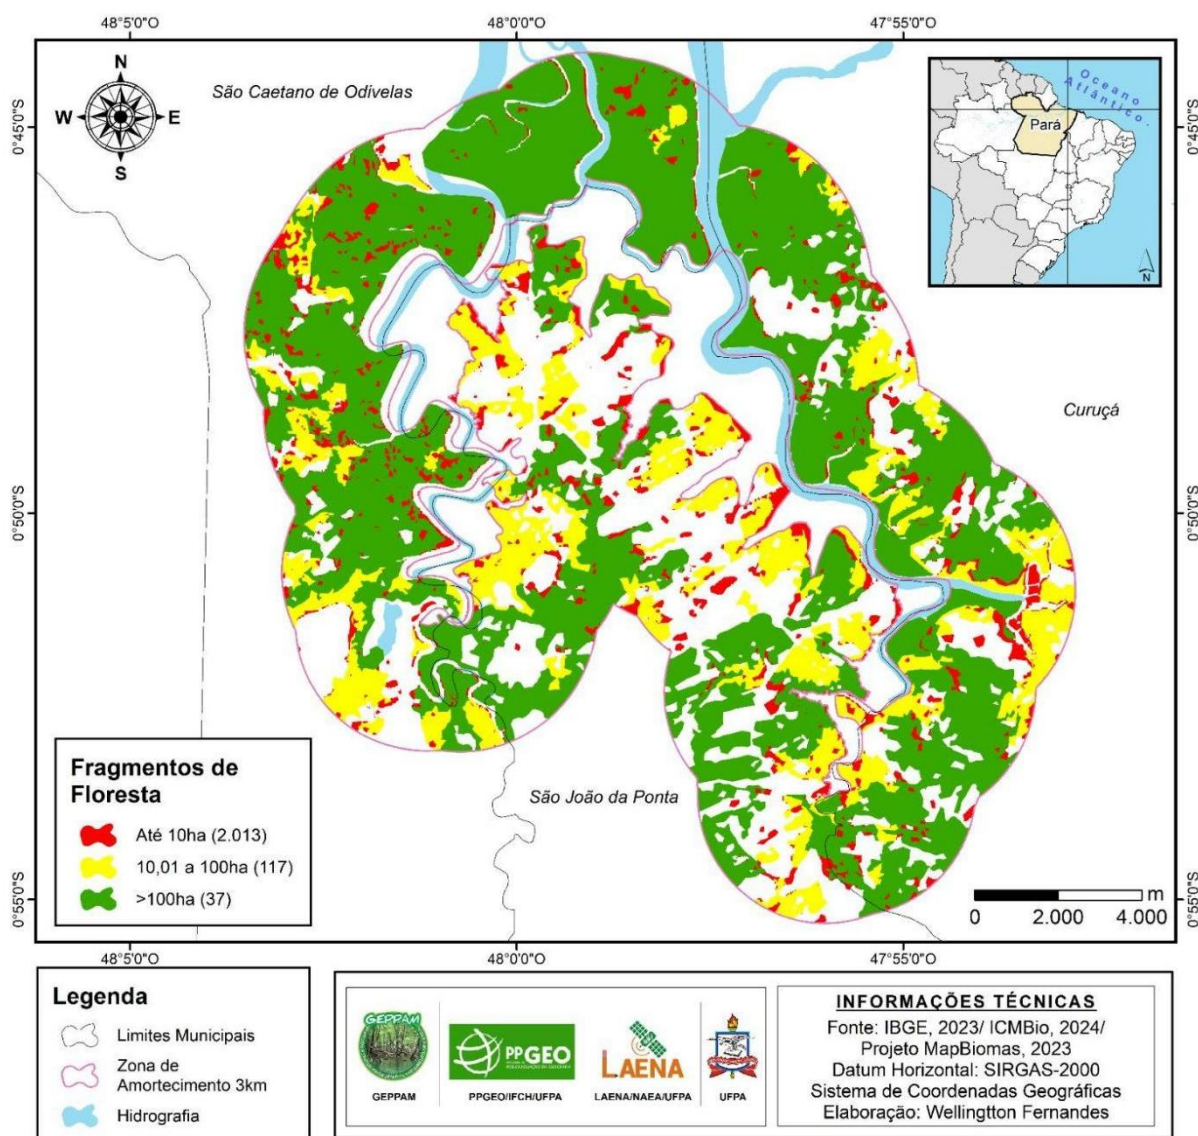 48°5'0"O
48°0'0"O
47°55'0"O
N
W
E
S
São Caetano de Odivelas
Oceano
Atlântico.
Pará
N
0°45'0"S
0°45'0"S
Curuçá
0°50'0"S
0°50'0"S
Fragmentos de
Floresta
Até 10ha (2.013)
10,01 a 100ha (117)
>100ha (37)
São João da Ponta
m
0
2.000
4.000
0°55'0"S
0°55'0"S
48°5'0"O
48°0'0"O
47°55'0"O
Legenda
Limites Municipais
Zona de
Amortecimento 3km
Hidrografia
GEPPAM
PPGEO
LAENA
GEPPAM
PPGEO/IFCH/UFPA
LAENA/NAEA/UFPA
UFPA
INFORMAÇÕES TÉCNICAS
Fonte: IBGE, 2023/ ICMBio, 2024/
Projeto MapBiomas, 2023
Datum Horizontal: SIRGAS-2000
Sistema de Coordenadas Geográficas
Elaboração: Wellingtton Fernandes